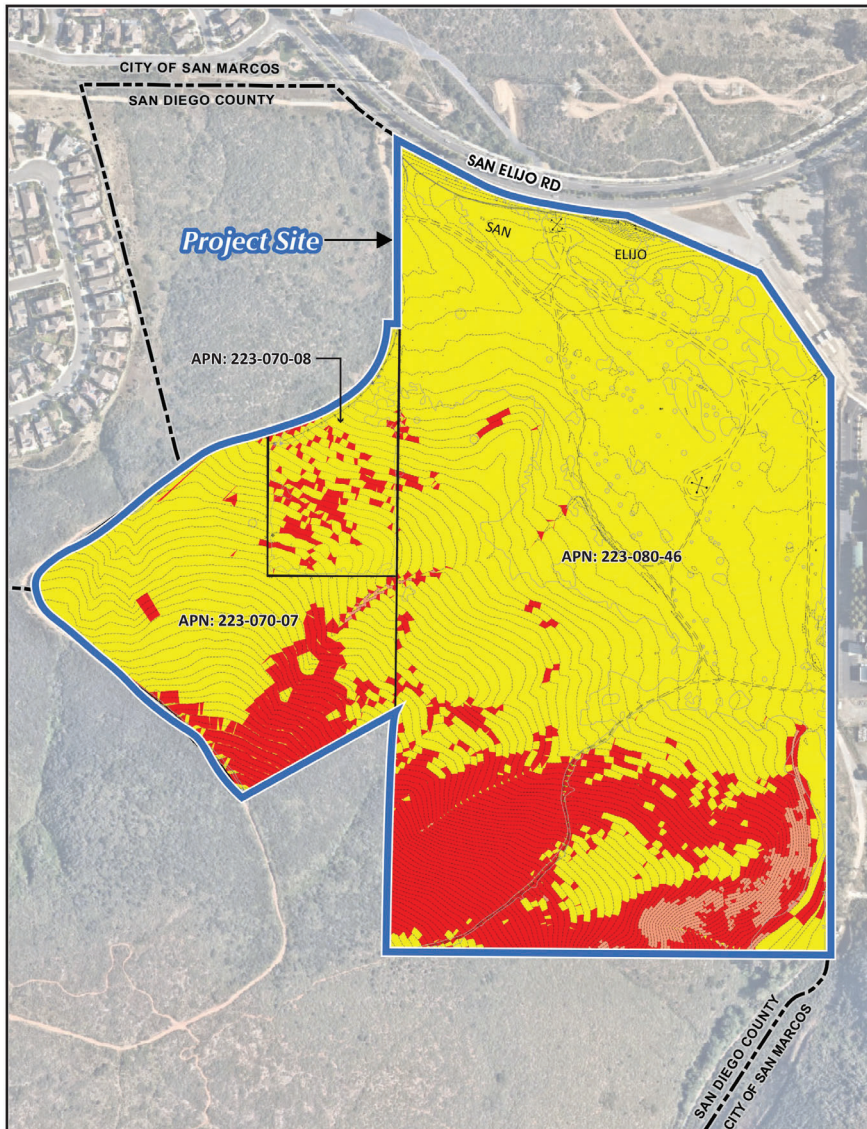 CITY OF SAN MARCOS
SAN DIEGO COUNTY
SAN ELIJO RD
SAN
ELIJO
Project Site
APN: 223-070-08
APN: 223-080-46
APN: 223-070-07
SAN DIEGO COUNTY
CITY OF SAN MARCOS